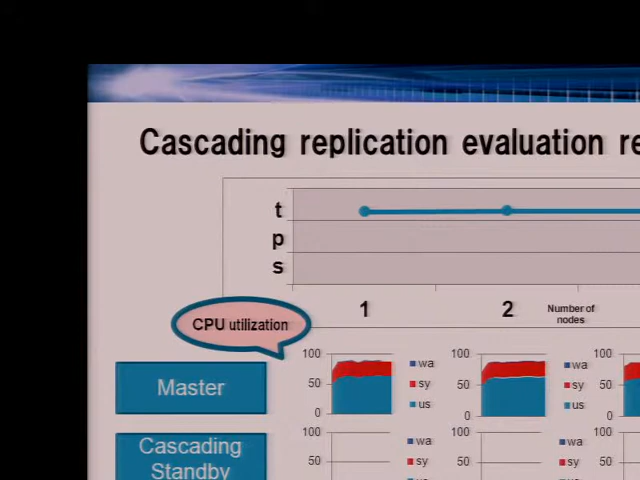 Cascading replication evaluation re
t
p
s
1
2
Number of
nodes
CPU utilization
Master
100
50
0
wa
sy
us
100
50
0
wa
sy
us
100
50
0
Cascading
Standby
100
50
wa
sy
100
50
wa
sy
100
50